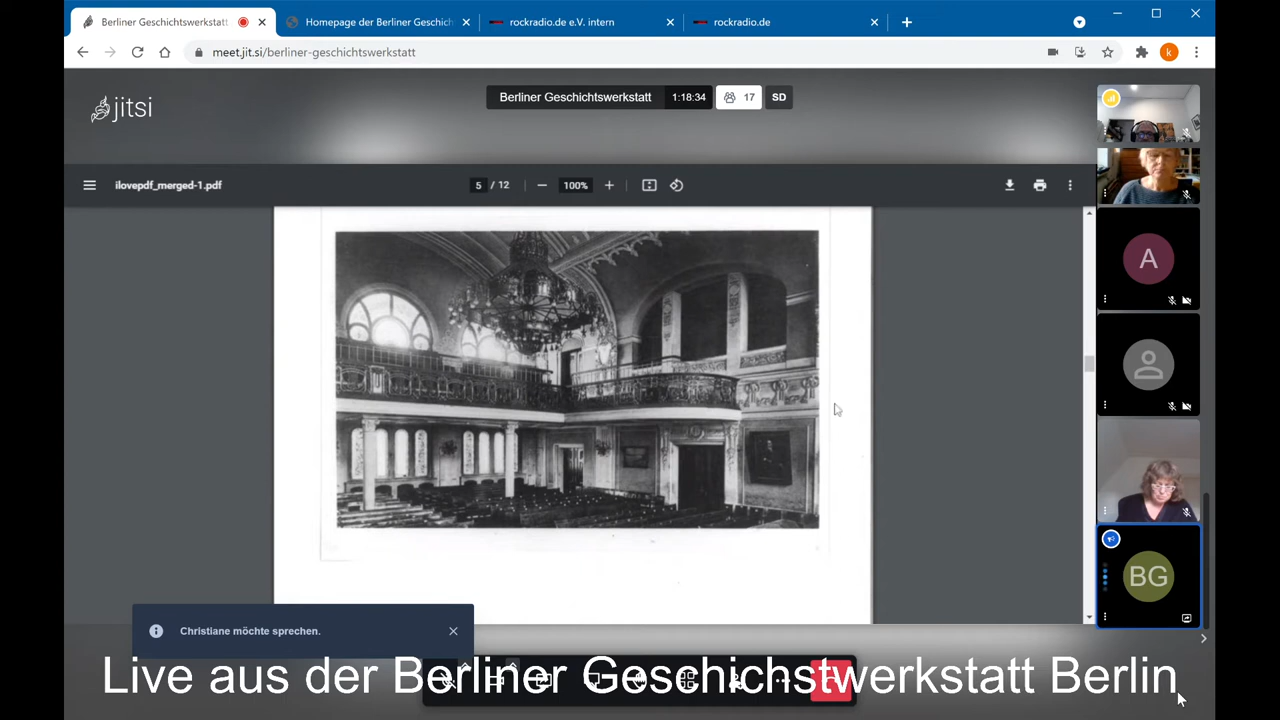 Berliner Geschichtswerkstatt
Homepage der Berliner Geschich
rockradio.de e.V. intern
rockradio.de
meet.jit.si/berliner-geschichtswerkstatt
k
jitsi
Berliner Geschichtswerkstatt 1:18:34 17 SD
ilovepdf_merged-1.pdf
5 / 12
100%
A
BG
Christiane möchte sprechen.
Live aus der Berliner Geschichstwerkstatt Berlin